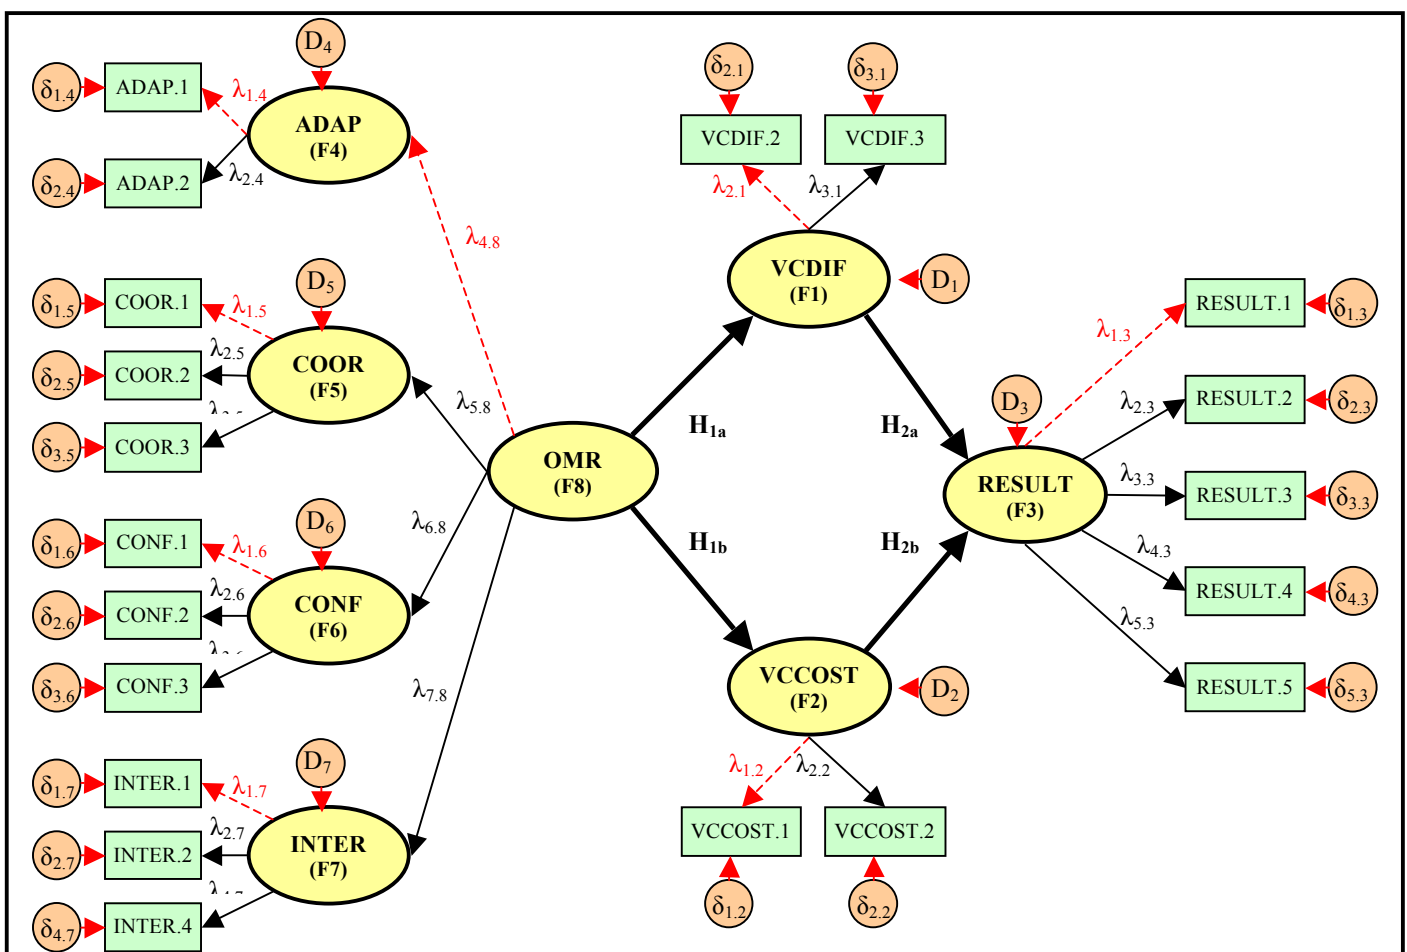 D4
δ1.4
ADAP.1
λ1.4
ADAP
(F4)
δ2.4
ADAP.2
λ2.4
λ4.8
D5
δ1.5
COOR.1
λ1.5
COOR
(F5)
δ2.5
COOR.2
λ2.5
δ3.5
COOR.3
λ5.8
D6
δ1.6
CONF.1
λ1.6
CONF
(F6)
δ2.6
CONF.2
λ2.6
δ3.6
CONF.3
λ6.8
D7
δ1.7
INTER.1
λ1.7
INTER
(F7)
δ2.7
INTER.2
λ2.7
δ4.7
INTER.4
λ7.8
OMR
(F8)
H1a
H1b
δ2.1
δ3.1
VCDIF.2
VCDIF.3
λ2.1
λ3.1
VCDIF
(F1)
D1
H2a
H2b
VCCOST
(F2)
D2
λ1.2
λ2.2
VCCOST.1
VCCOST.2
δ1.2
δ2.2
D3
RESULT
(F3)
λ1.3
RESULT.1
δ1.3
λ2.3
RESULT.2
δ2.3
λ3.3
RESULT.3
δ3.3
λ4.3
RESULT.4
δ4.3
λ5.3
RESULT.5
δ5.3